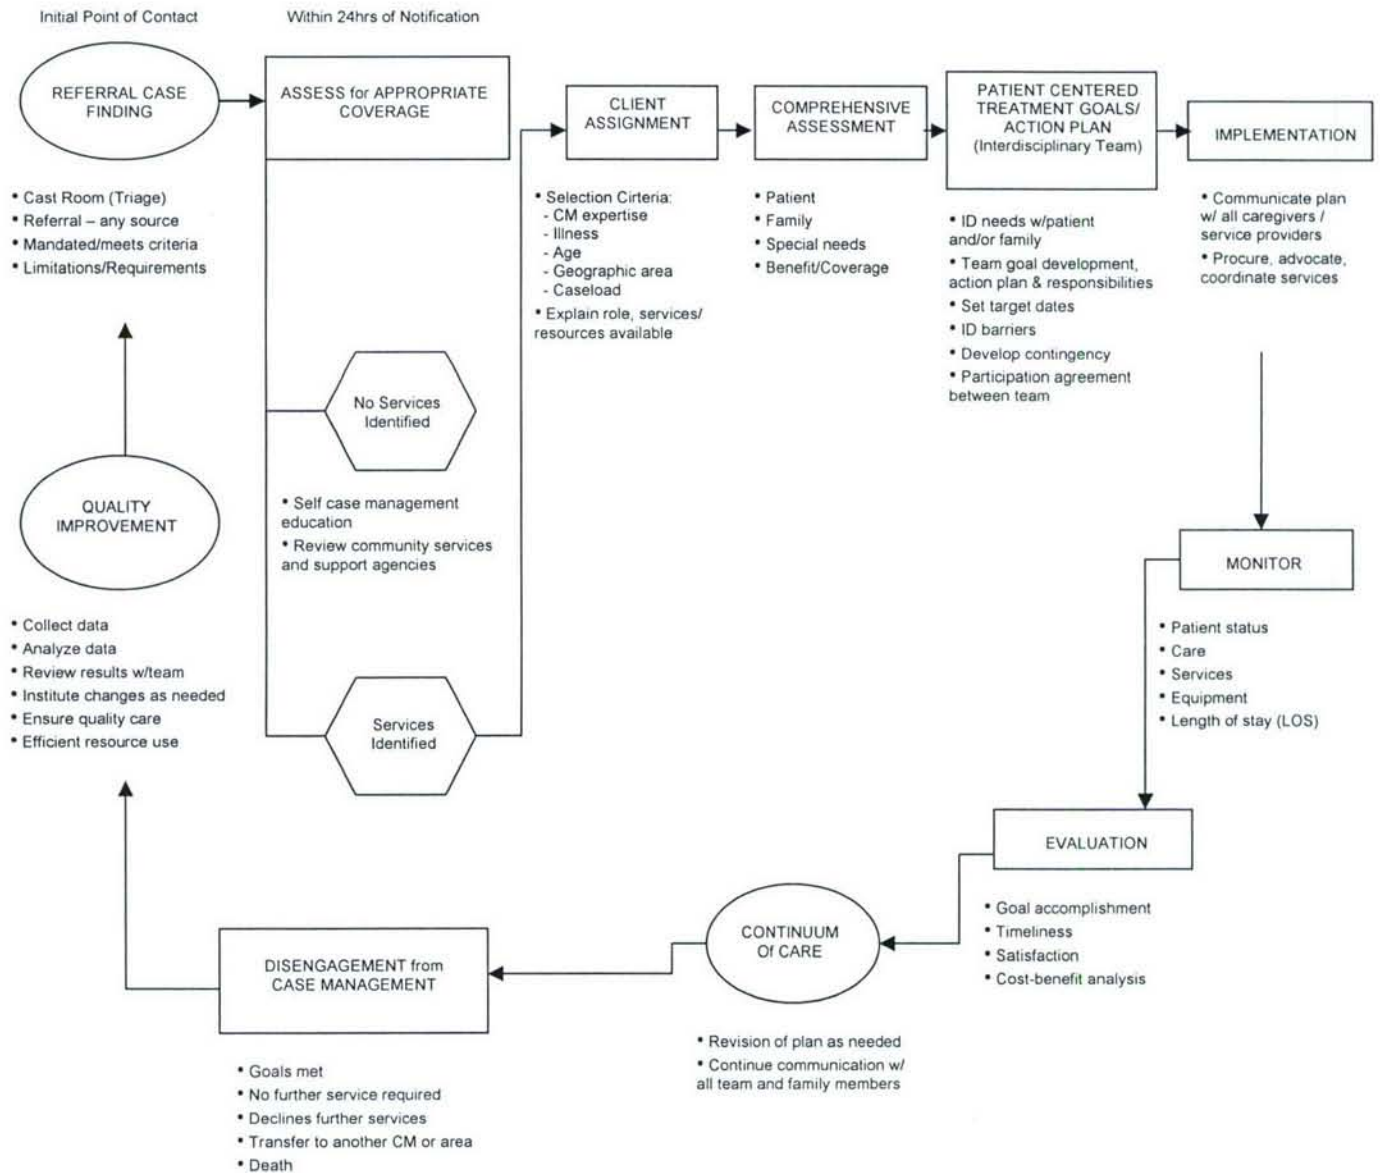 Initial Point of Contact
Within 24hrs of Notification
REFERRAL CASE
FINDING
• Cast Room (Triage)
• Referral – any source
• Mandated/meets criteria
• Limitations/Requirements
ASSESS for APPROPRIATE
COVERAGE
No Services
Identified
• Self case management
education
• Review community services
and support agencies
Services
Identified
CLIENT
ASSIGNMENT
• Selection Cirteria:
- CM expertise
- Illness
- Age
- Geographic area
- Caseload
• Explain role, services/
resources available
COMPREHENSIVE
ASSESSMENT
• Patient
• Family
• Special needs
• Benefit/Coverage
PATIENT CENTERED
TREATMENT GOALS/
ACTION PLAN
(Interdisciplinary Team)
• ID needs w/patient
and/or family
• Team goal development,
action plan & responsibilities
• Set target dates
• ID barriers
• Develop contingency
• Participation agreement
between team
IMPLEMENTATION
• Communicate plan
w/ all caregivers /
service providers
• Procure, advocate,
coordinate services
MONITOR
• Patient status
• Care
• Services
• Equipment
• Length of stay (LOS)
EVALUATION
• Goal accomplishment
• Timeliness
• Satisfaction
• Cost-benefit analysis
CONTINUUM
Of CARE
• Revision of plan as needed
• Continue communication w/
all team and family members
DISENGAGEMENT from
CASE MANAGEMENT
• Goals met
• No further service required
• Declines further services
• Transfer to another CM or area
• Death
QUALITY
IMPROVEMENT
• Collect data
• Analyze data
• Review results w/team
• Institute changes as needed
• Ensure quality care
• Efficient resource use